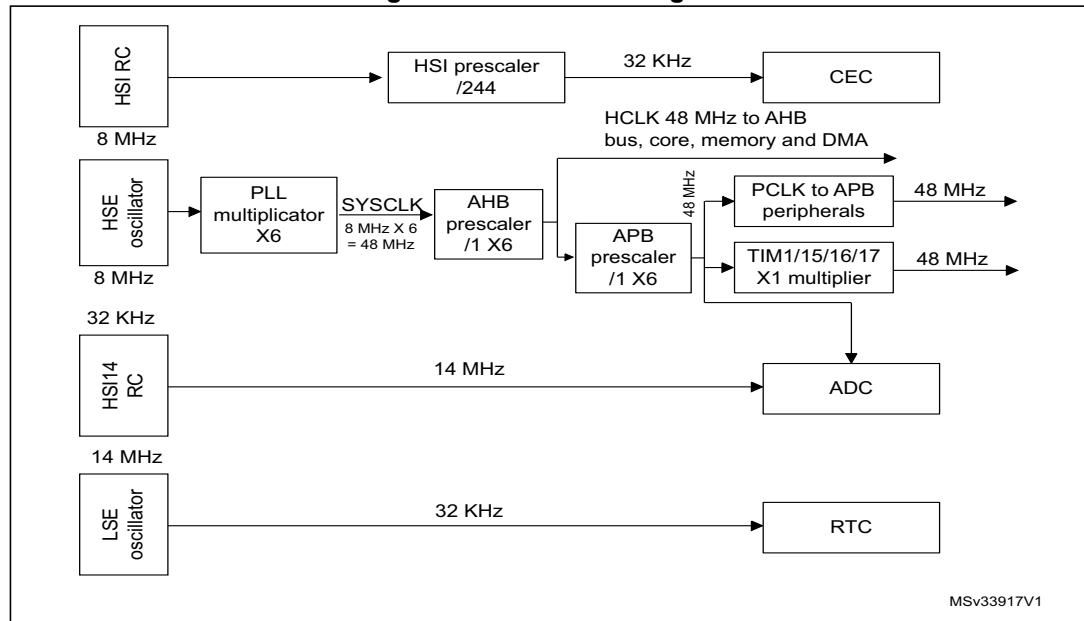 HSI RC
HSI prescaler
/244
32 KHz
CEC
8 MHz
HCLK 48 MHz to AHB
bus, core, memory and DMA
HSE
oscillator
PLL
multiplicator
X6
SYSCLK
8 MHz X 6
= 48 MHz
AHB
prescaler
/1 X6
APB
prescaler
/1 X6
48 MHz
PCLK to APB
peripherals
48 MHz
TIM1/15/16/17
X1 multiplier
48 MHz
8 MHz
32 KHz
HSI14
RC
14 MHz
ADC
14 MHz
LSE
oscillator
32 KHz
RTC
MSv33917V1